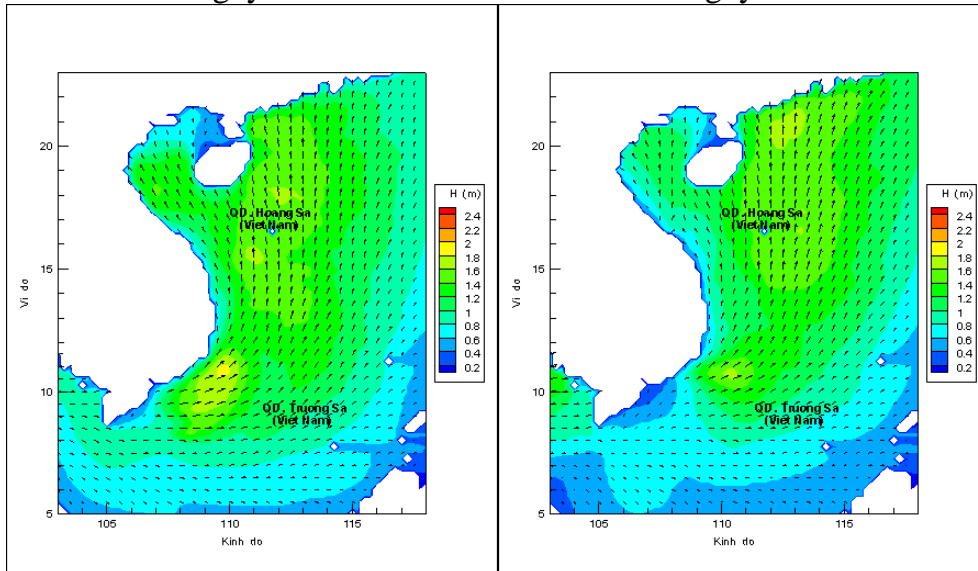 20
15
10
5
105
110
115
Vi do
Kinh do
QD. Hoang Sa
(Viet Nam)
QD. Truong Sa
(Viet Nam)
H (m)
2.4
2.2
2
1.8
1.6
1.4
1.2
1
0.8
0.6
0.4
0.2
20
15
10
5
105
110
115
Vi do
Kinh do
QD. Hoang Sa
(Viet Nam)
QD. Truong Sa
(Viet Nam)
H (m)
2.4
2.2
2
1.8
1.6
1.4
1.2
1
0.8
0.6
0.4
0.2